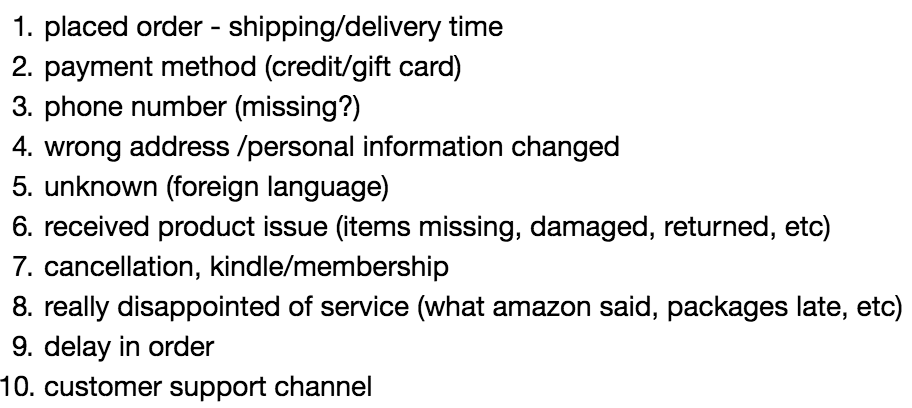 1. placed order - shipping/delivery time
2. payment method (credit/gift card)
3. phone number (missing?)
4. wrong address /personal information changed
5. unknown (foreign language)
6. received product issue (items missing, damaged, returned, etc)
7. cancellation, kindle/membership
8. really disappointed of service (what amazon said, packages late, etc)
9. delay in order
10. customer support channel